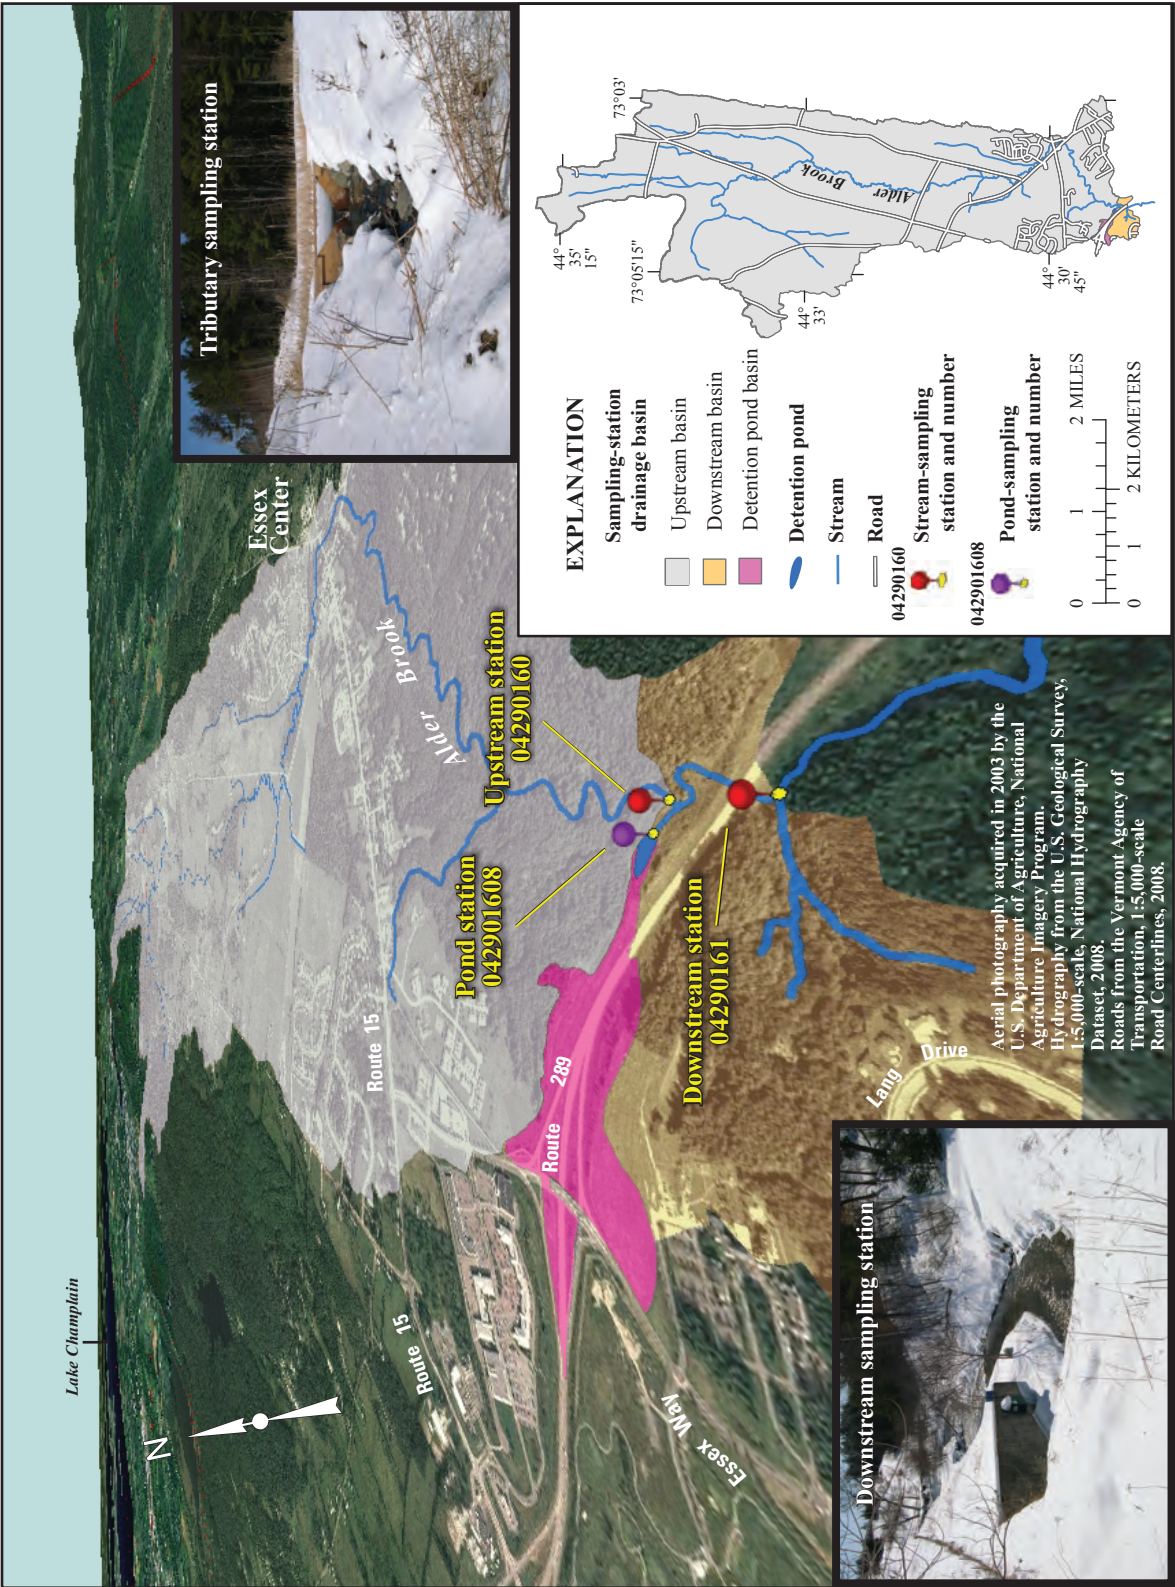 Lake Champlain
N
Tributary sampling station
Essex
Center
Alder Brook
Upstream station
04290160
Pond station
042901608
Downstream station
04290161
Route 15
Route 15
Route 289
Essex Way
Lang Drive
Downstream sampling station
Aerial photography acquired in 2003 by the
U.S. Department of Agriculture, National
Agriculture Imagery Program.
Hydrography from the U.S. Geological Survey,
1:5,000-scale, National Hydrography
Dataset, 2008.
Roads from the Vermont Agency of
Transportation, 1:5,000-scale
Road Centerlines, 2008.
EXPLANATION
Sampling-station
drainage basin
Upstream basin
Downstream basin
Detention pond basin
Detention pond
Stream
Road
04290160
Stream-sampling
station and number
042901608
Pond-sampling
station and number
0 1 2 MILES
0 1 2 KILOMETERS
44°
35'
15"
73°03'
73°05'15"
44°
33'
44°
30'
45"
Alder Brook